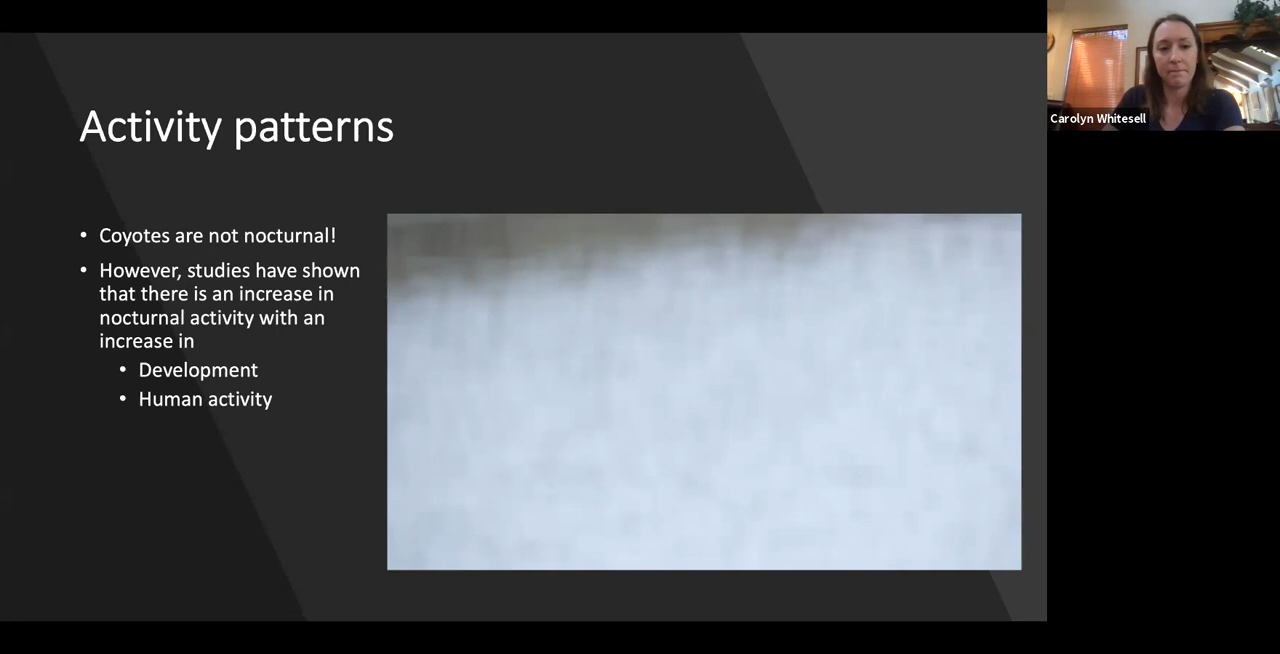 Activity patterns
• Coyotes are not nocturnal!
• However, studies have shown
that there is an increase in
nocturnal activity with an
increase in
• Development
• Human activity
Carolyn Whitesell